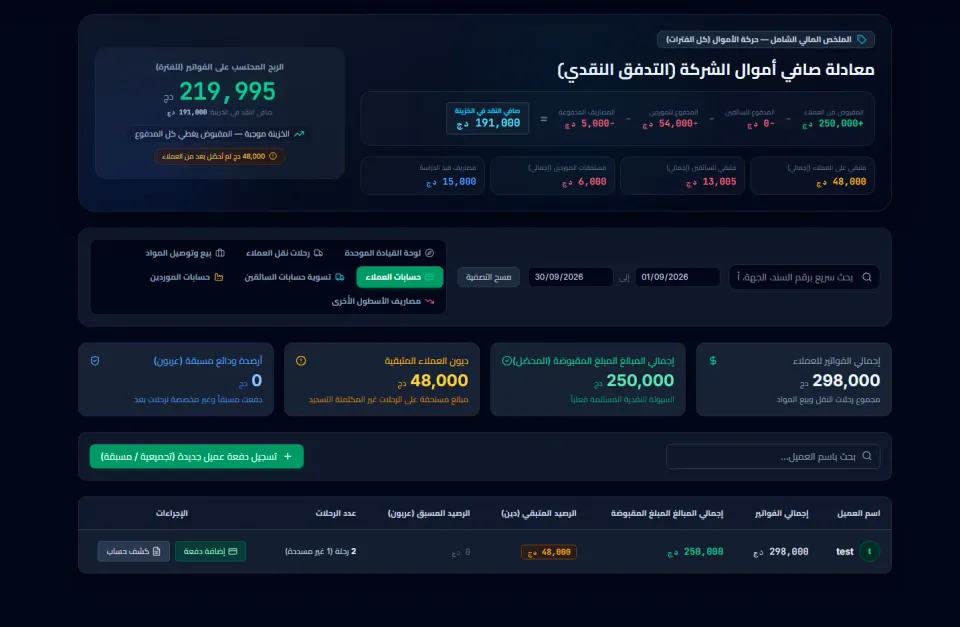 الملخص المالي الشامل — حركة الأموال (كل الفترات)
معادلة صافي أموال الشركة (التدفق النقدي)
المقبوض من العملاء
+250,000 دج
-
المدفوع للسائقين
-0 دج
-
المدفوع للموردين
-54,000 دج
-
المصاريف المدفوعة
-5,000 دج
=
صافي النقد في الخزينة
191,000 دج
متبقي على العملاء (إجمالي)
48,000 دج
متبقي للسائقين (إجمالي)
13,005 دج
مستحقات الموردين (إجمالي)
6,000 دج
مصاريف قيد الدراسة
15,000 دج
الربح المحتسب على الفواتير (للفترة)
219,995 دج
صافي النقد في الخزينة: 191,000 دج
الخزينة موجبة — المقبوض يغطي كل المدفوع
48,000 دج لم تُحصّل بعد من العملاء
بحث سريع برقم السند، الجهة، أ
01/09/2026
إلى
30/09/2026
مسح التصفية
لوحة القيادة الموحدة
رحلات نقل العملاء
بيع وتوصيل المواد
حسابات العملاء
تسوية حسابات السائقين
حسابات الموردين
مصاريف الأسطول الأخرى
إجمالي الفواتير للعملاء
298,000 دج
مجموع رحلات النقل وبيع المواد
إجمالي المبالغ المبلغ المقبوضة (المحصّل)
250,000 دج
السيولة النقدية المستلمة فعلياً
ديون العملاء المتبقية
48,000 دج
مبالغ مستحقة على الرحلات غير المكتملة التسديد
أرصدة ودائع مسبقة (عربون)
0 دج
دفعت مسبقاً وغير مخصصة لرحلات بعد
بحث باسم العميل...
تسجيل دفعة عميل جديدة (تجميعية / مسبقة)
اسم العميل إجمالي الفواتير إجمالي المبالغ المبلغ المقبوضة الرصيد المتبقي (دين) الرصيد المسبق (عربون) عدد الرحلات الإجراءات
t test 298,000 دج 250,000 دج 48,000 دج 0 دج 2 رحلة (1 غير مسددة) إضافة دفعة كشف حساب